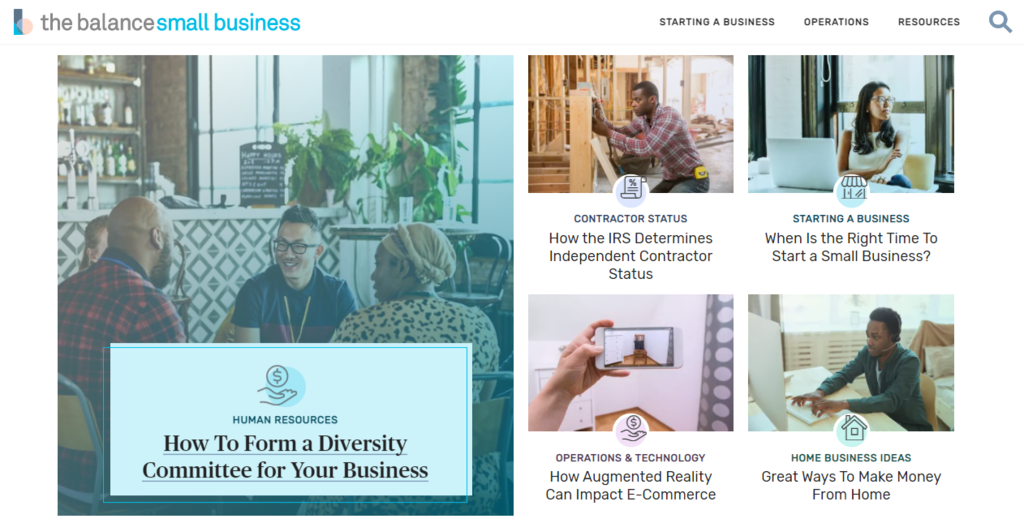 the balance small business
STARTING A BUSINESS
OPERATIONS
RESOURCES
HUMAN RESOURCES
How To Form a Diversity
Committee for Your Business
CONTRACTOR STATUS
How the IRS Determines
Independent Contractor
Status
STARTING A BUSINESS
When Is the Right Time To
Start a Small Business?
OPERATIONS & TECHNOLOGY
How Augmented Reality
Can Impact E-Commerce
HOME BUSINESS IDEAS
Great Ways To Make Money
From Home